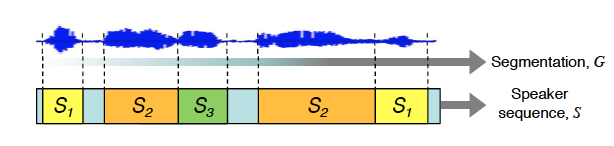 Segmentation, G
S1 S2 S3 S2 S1
Speaker
sequence, S